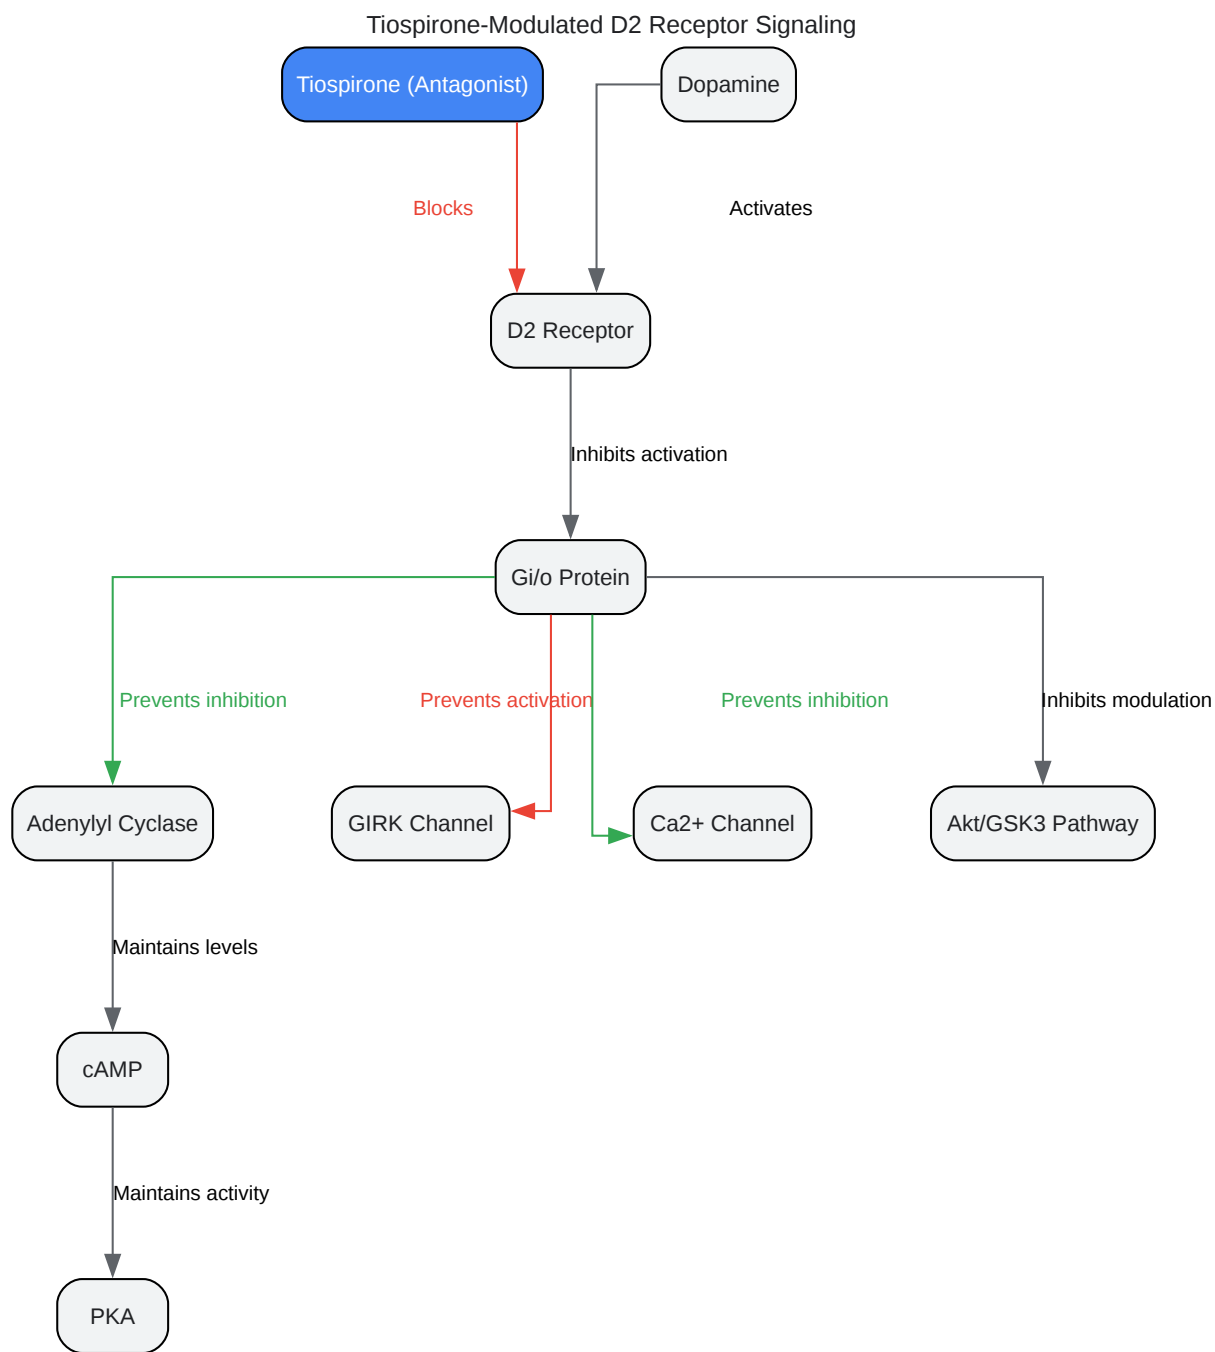 Tiospirone-Modulated D2 Receptor Signaling
Tiospirone (Antagonist)
Dopamine
Blocks
Activates
D2 Receptor
Inhibits activation
Gi/o Protein
Prevents inhibition
Prevents activation
Prevents inhibition
Inhibits modulation
Adenylyl Cyclase
GIRK Channel
Ca2+ Channel
Akt/GSK3 Pathway
Maintains levels
cAMP
Maintains activity
PKA